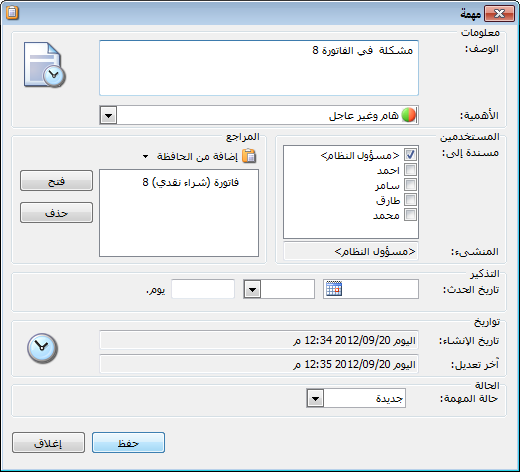 مهمة
معلومات
الوصف:
مشكلة في الفاتورة 8
الأهمية:
هام وغير عاجل
المستخدمين
مسندة إلى:
<مسؤول النظام>
احمد
سامر
طارق
محمد
المنشىء:
<مسؤول النظام>
المراجع
إضافة من الحافظة
فاتورة (شراء نقدي) 8
فتح
حذف
التذكير
تاريخ الحدث:
يوم.
تواريخ
تاريخ الإنشاء:
اليوم 2012/09/20 12:34 م
آخر تعديل:
اليوم 2012/09/20 12:35 م
الحالة
حالة المهمة:
جديدة
حفظ
إغلاق